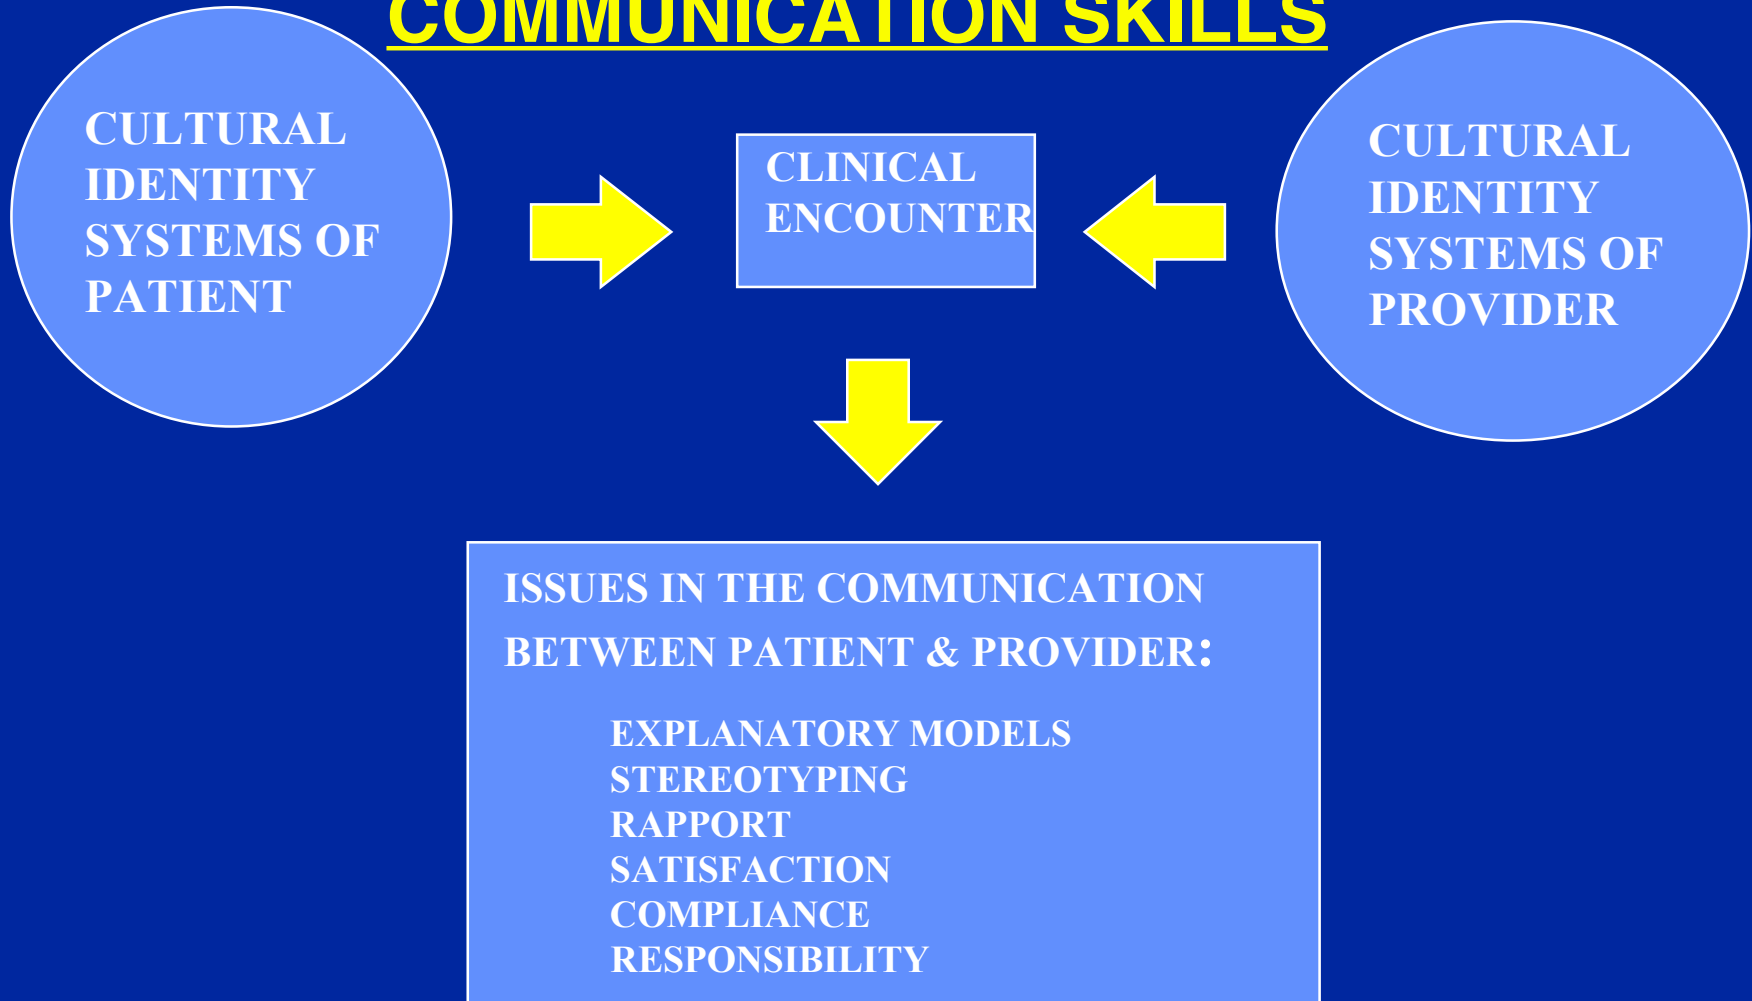 COMMUNICATION SKILLS
CULTURAL
IDENTITY
SYSTEMS OF
PATIENT
CLINICAL
ENCOUNTER
CULTURAL
IDENTITY
SYSTEMS OF
PROVIDER
ISSUES IN THE COMMUNICATION
BETWEEN PATIENT & PROVIDER:
EXPLANATORY MODELS
STEREOTYPING
RAPPORT
SATISFACTION
COMPLIANCE
RESPONSIBILITY